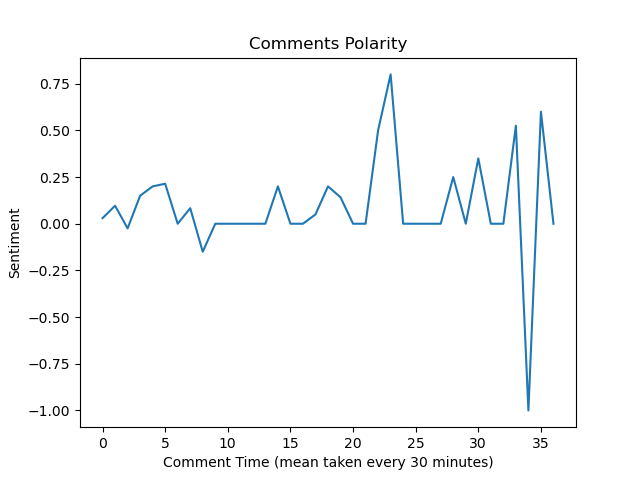 Comments Polarity
Sentiment
0.75
0.50
0.25
0.00
−0.25
−0.50
−0.75
−1.00
0 5 10 15 20 25 30 35
Comment Time (mean taken every 30 minutes)